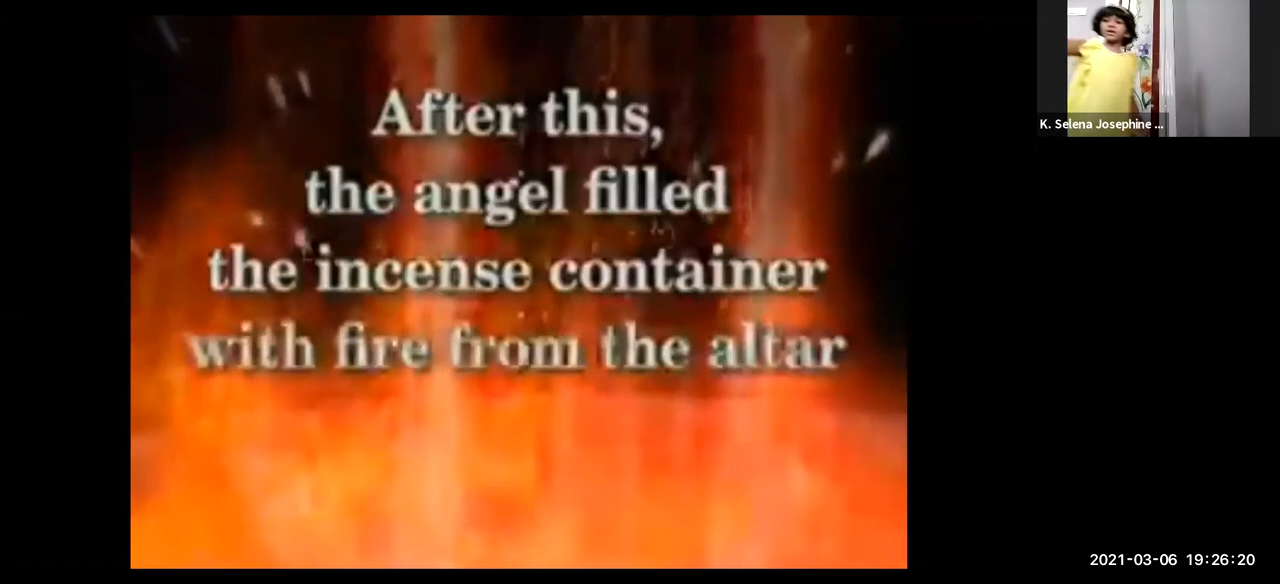 After this,
the angel filled
the incense container
with fire from the altar
K. Selena Josephine ...
2021-03-06 19:26:20